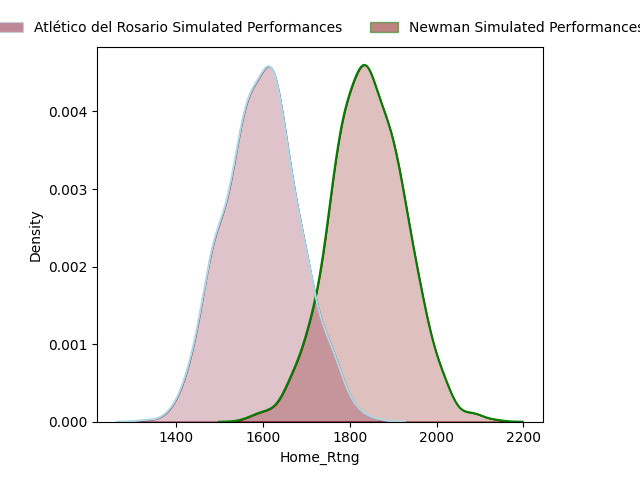 Atlético del Rosario Simulated Performances Newman Simulated Performances
0.004
0.003
0.002
0.001
0.000
Density
1400 1600 1800 2000 2200
Home_Rtng